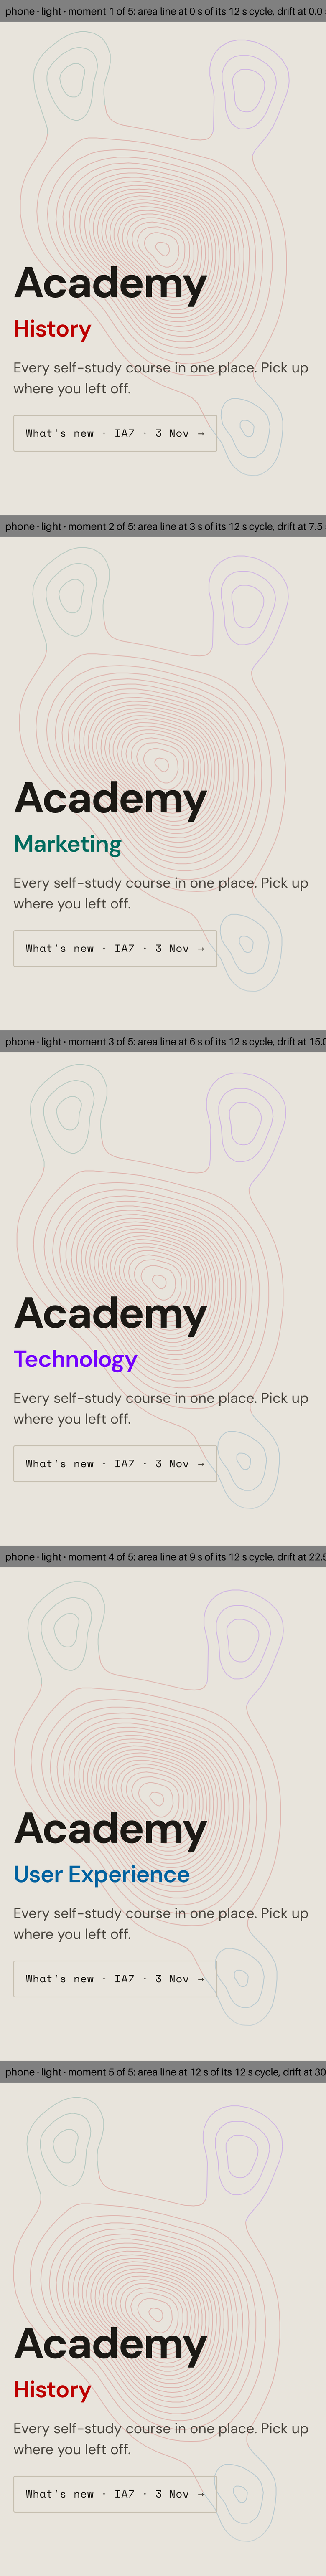 phone · light · moment 1 of 5: area line at 0 s of its 12 s cycle, drift at 0.0
Academy
History
Every self-study course in one place. Pick up
where you left off.
What's new · IA7 · 3 Nov →
phone · light · moment 2 of 5: area line at 3 s of its 12 s cycle, drift at 7.5
Academy
Marketing
Every self-study course in one place. Pick up
where you left off.
What's new · IA7 · 3 Nov →
phone · light · moment 3 of 5: area line at 6 s of its 12 s cycle, drift at 15.0
Academy
Technology
Every self-study course in one place. Pick up
where you left off.
What's new · IA7 · 3 Nov →
phone · light · moment 4 of 5: area line at 9 s of its 12 s cycle, drift at 22.5
Academy
User Experience
Every self-study course in one place. Pick up
where you left off.
What's new · IA7 · 3 Nov →
phone · light · moment 5 of 5: area line at 12 s of its 12 s cycle, drift at 30
Academy
History
Every self-study course in one place. Pick up
where you left off.
What's new · IA7 · 3 Nov →